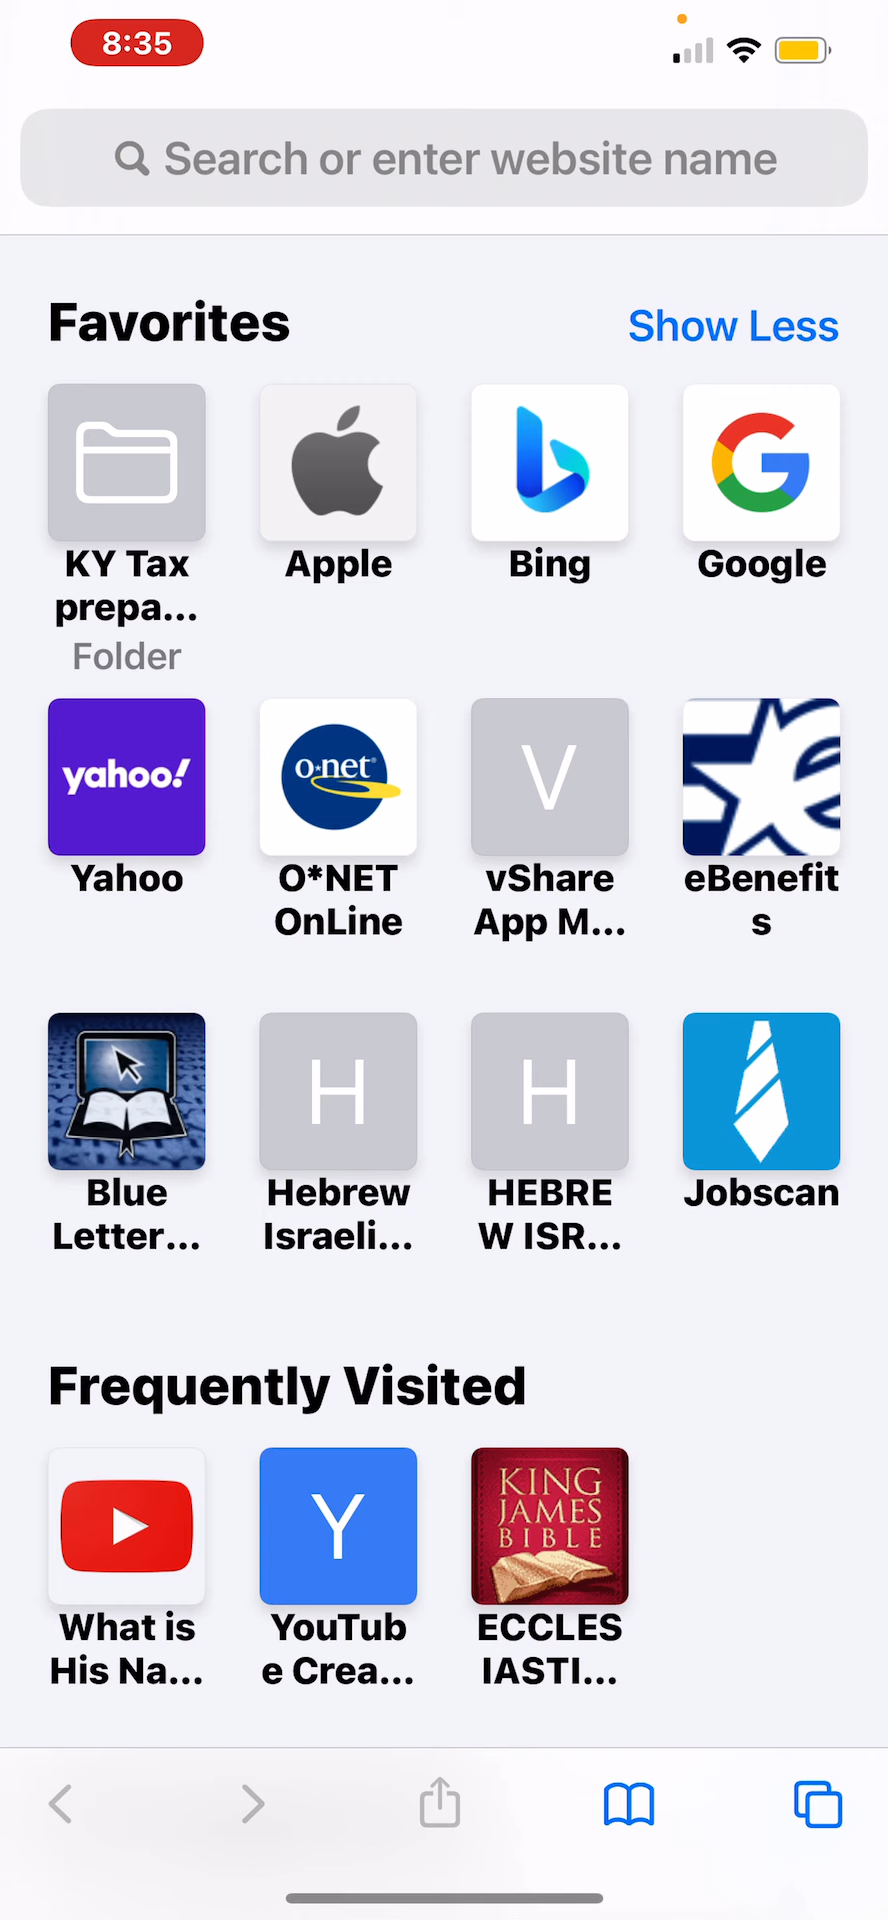 8:35
Search or enter website name
Favorites
Show Less
KY Tax
prepa...
Folder
Apple
Bing
Google
yahoo!
Yahoo
o*net®
O*NET
OnLine
V
vShare
App M...
eBenefit
s
Blue
Letter...
H
Hebrew
Israeli...
H
HEBRE
W ISR...
Jobscan
Frequently Visited
What is
His Na...
Y
YouTub
e Crea...
KING
JAMES
BIBLE
ECCLES
IASTI...